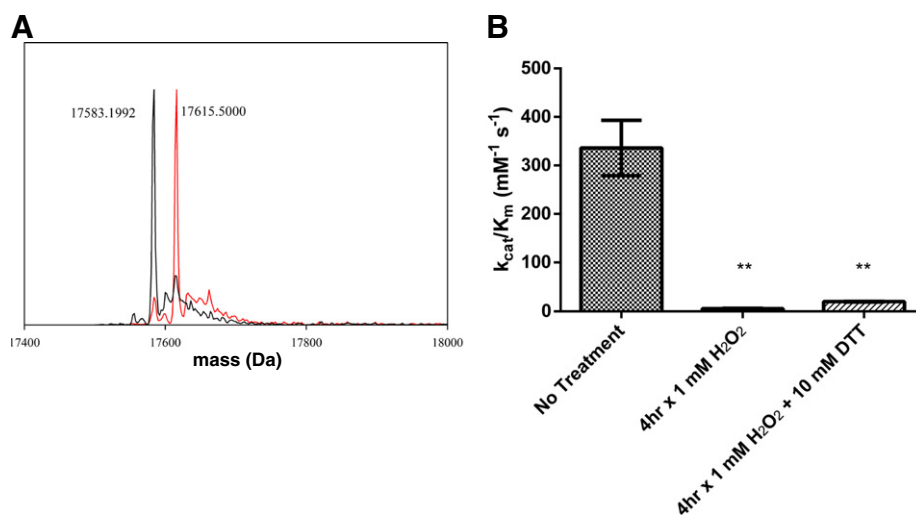 A
17583.1992
17615.5000
17400
17600
17800
18000
mass (Da)
B
500
400
300
200
100
0
kcat/Km (mM-1 s-1)
**
**
No Treatment
4hr x 1 mM H2O2
4hr x 1 mM H2O2 + 10 mM DTT